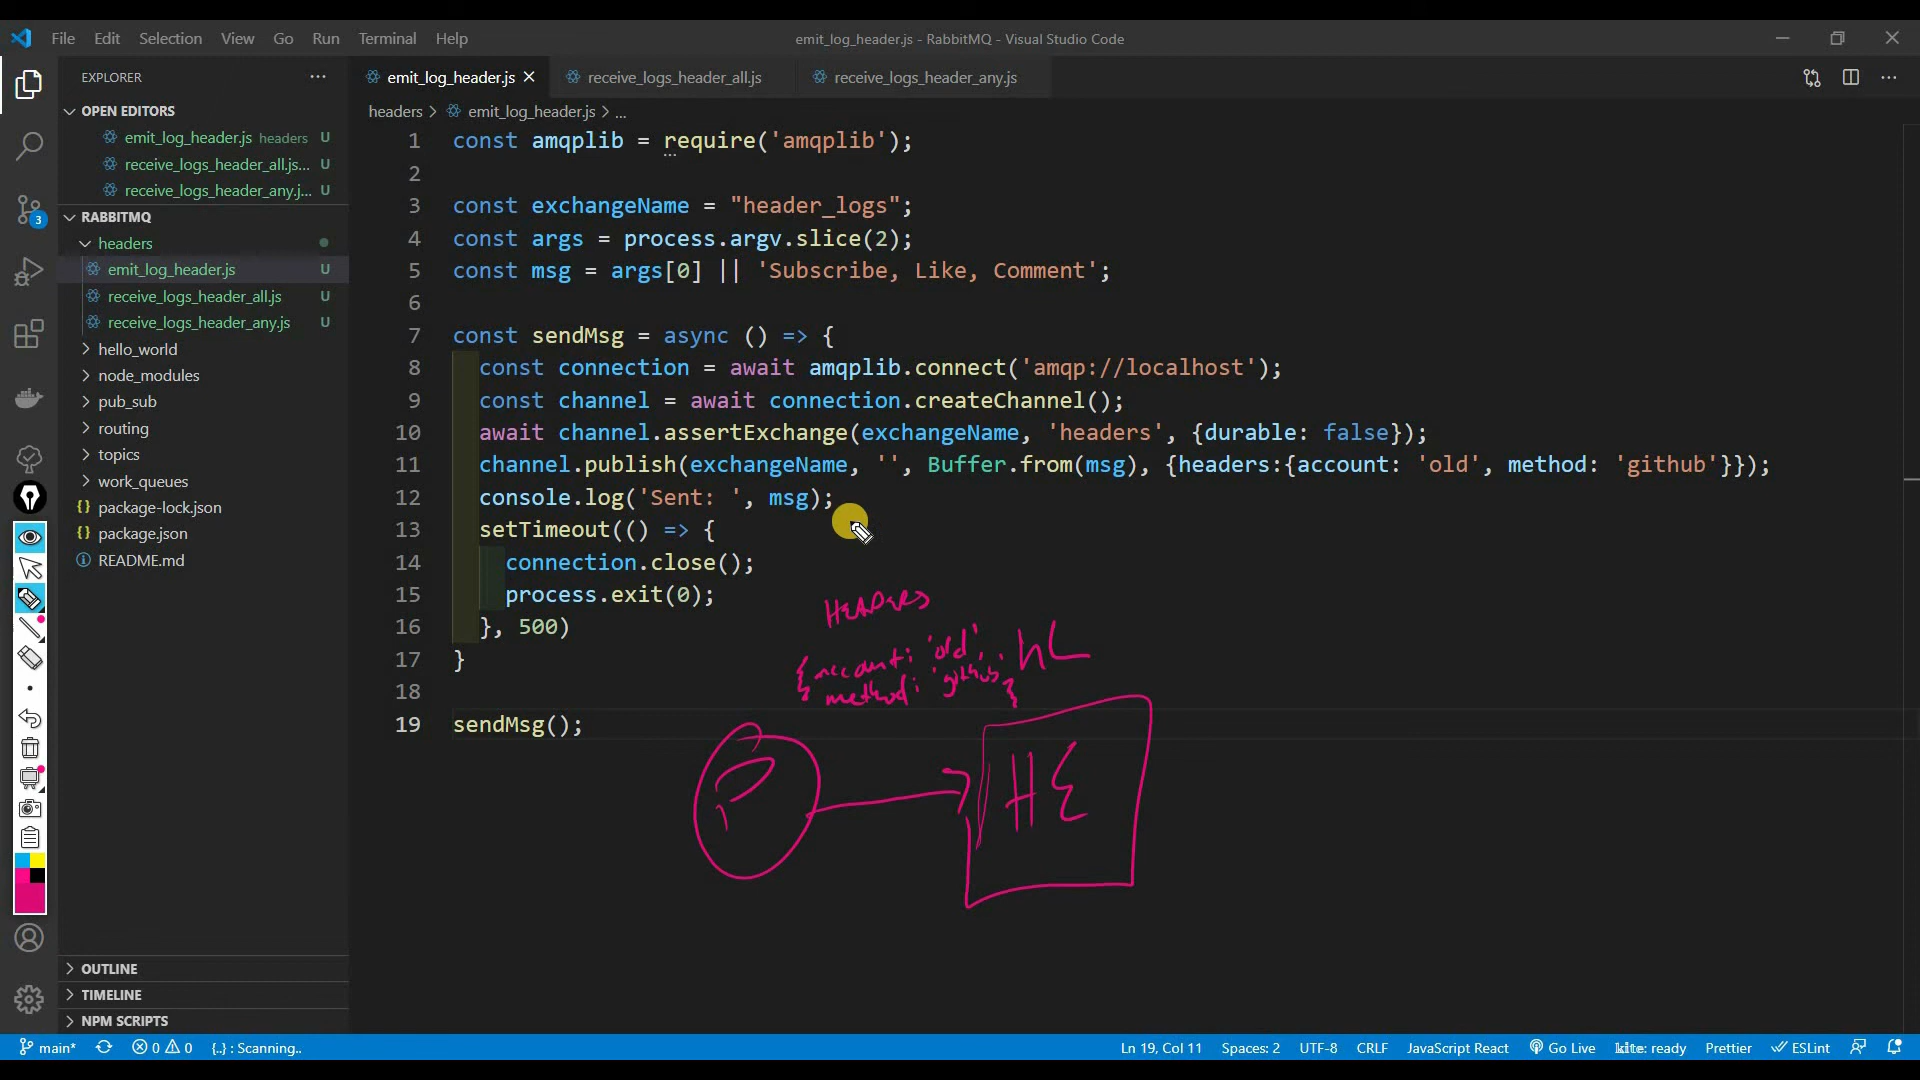 File Edit Selection View Go Run Terminal Help
emit_log_header.js - RabbitMQ - Visual Studio Code
EXPLORER
emit_log_header.js
receive_logs_header_all.js
receive_logs_header_any.js
OPEN EDITORS
emit_log_header.js headers U
receive_logs_header_all.js... U
receive_logs_header_any.j... U
RABBITMQ
headers
emit_log_header.js U
receive_logs_header_all.js U
receive_logs_header_any.js U
hello_world
node_modules
pub_sub
routing
topics
work_queues
package-lock.json
package.json
README.md
OUTLINE
TIMELINE
NPM SCRIPTS
3
headers > emit_log_header.js > ...
1 const amqplib = require('amqplib');
2
3 const exchangeName = "header_logs";
4 const args = process.argv.slice(2);
5 const msg = args[0] || 'Subscribe, Like, Comment';
6
7 const sendMsg = async () => {
8 const connection = await amqplib.connect('amqp://localhost');
9 const channel = await connection.createChannel();
10 await channel.assertExchange(exchangeName, 'headers', {durable: false});
11 channel.publish(exchangeName, '', Buffer.from(msg), {headers:{account: 'old', method: 'github'}});
12 console.log('Sent: ', msg);
13 setTimeout(() => {
14 connection.close();
15 process.exit(0);
16 }, 500)
17 }
18
19 sendMsg();
HEADERS
{account: 'old',
method: 'github'
}
hL
P
HE
main* 0 0 {..} : Scanning..
Ln 19, Col 11 Spaces: 2 UTF-8 CRLF JavaScript React Go Live kite: ready Prettier ESLint